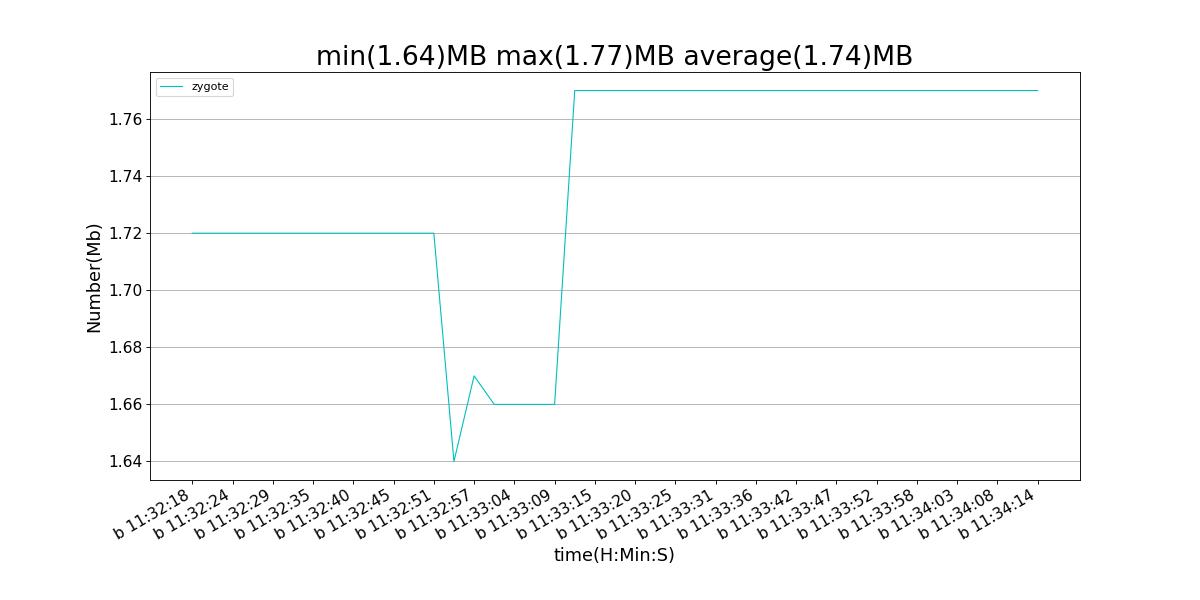 min(1.64)MB max(1.77)MB average(1.74)MB
zygote
1.76
1.74
1.72
1.70
1.68
1.66
1.64
Number(Mb)
b 11:32:18
b 11:32:24
b 11:32:29
b 11:32:35
b 11:32:40
b 11:32:45
b 11:32:51
b 11:32:57
b 11:33:04
b 11:33:09
b 11:33:15
b 11:33:20
b 11:33:25
b 11:33:31
b 11:33:36
b 11:33:42
b 11:33:47
b 11:33:52
b 11:33:58
b 11:34:03
b 11:34:08
b 11:34:14
time(H:Min:S)